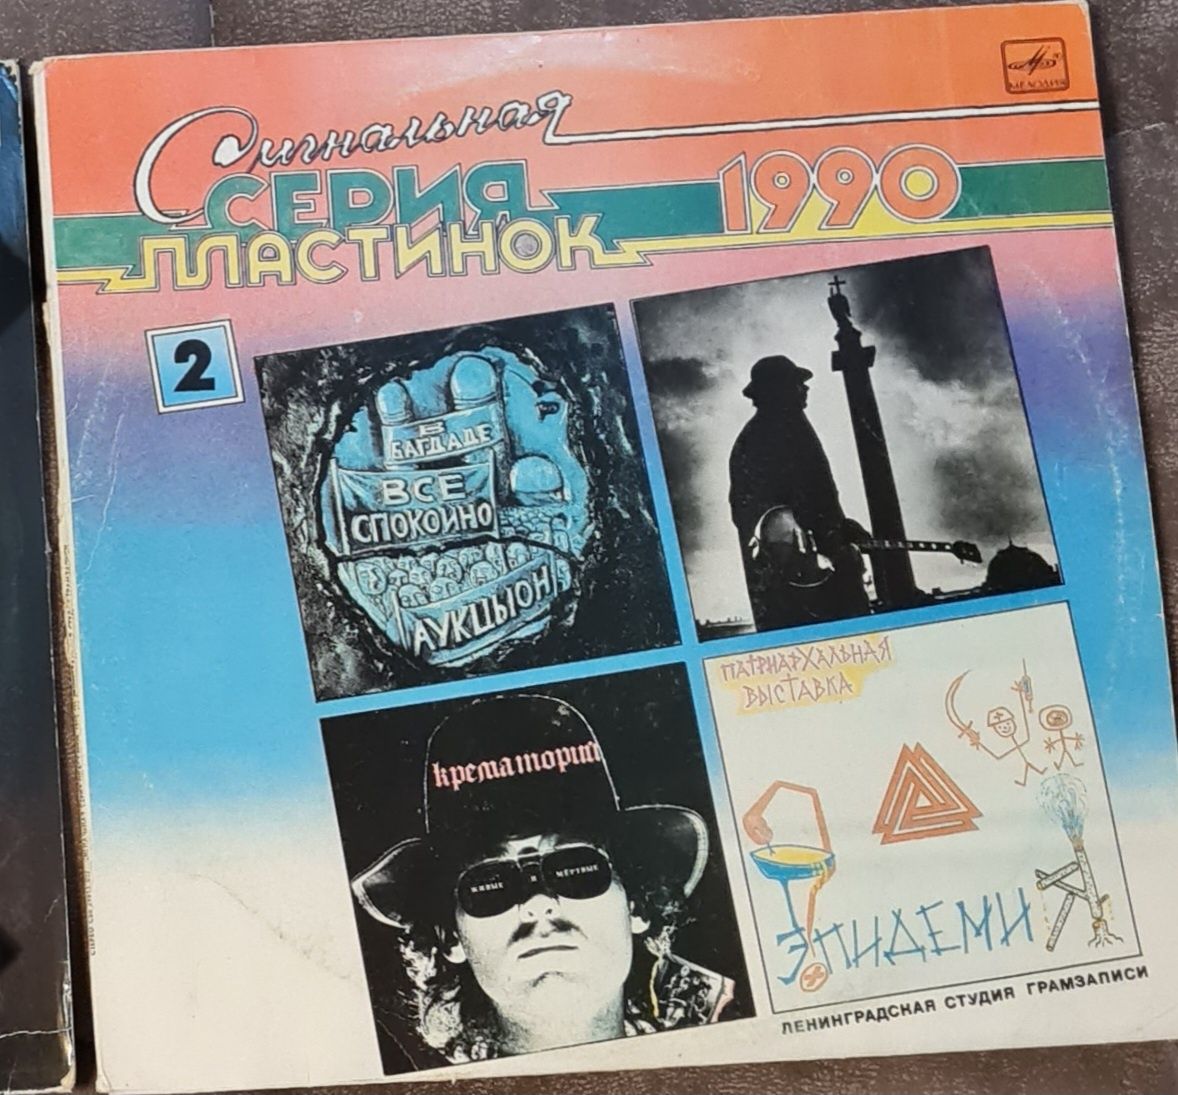 Сигнальная
МЕЛОДИЯ
СЕРИЯ
1990
ПЛАСТИНОК
2
В
БАГДАДЕ
ВСЕ
СПОКОЙНО
АУКЦЫОН
Крематорий
ЖИВЫЕ И МЁРТВЫЕ
ПАТРИАРХАЛЬНАЯ
ВЫСТАВКА
ЭПИДЕМИЯ
ЛЕНИНГРАДСКАЯ СТУДИЯ ГРАМЗАПИСИ